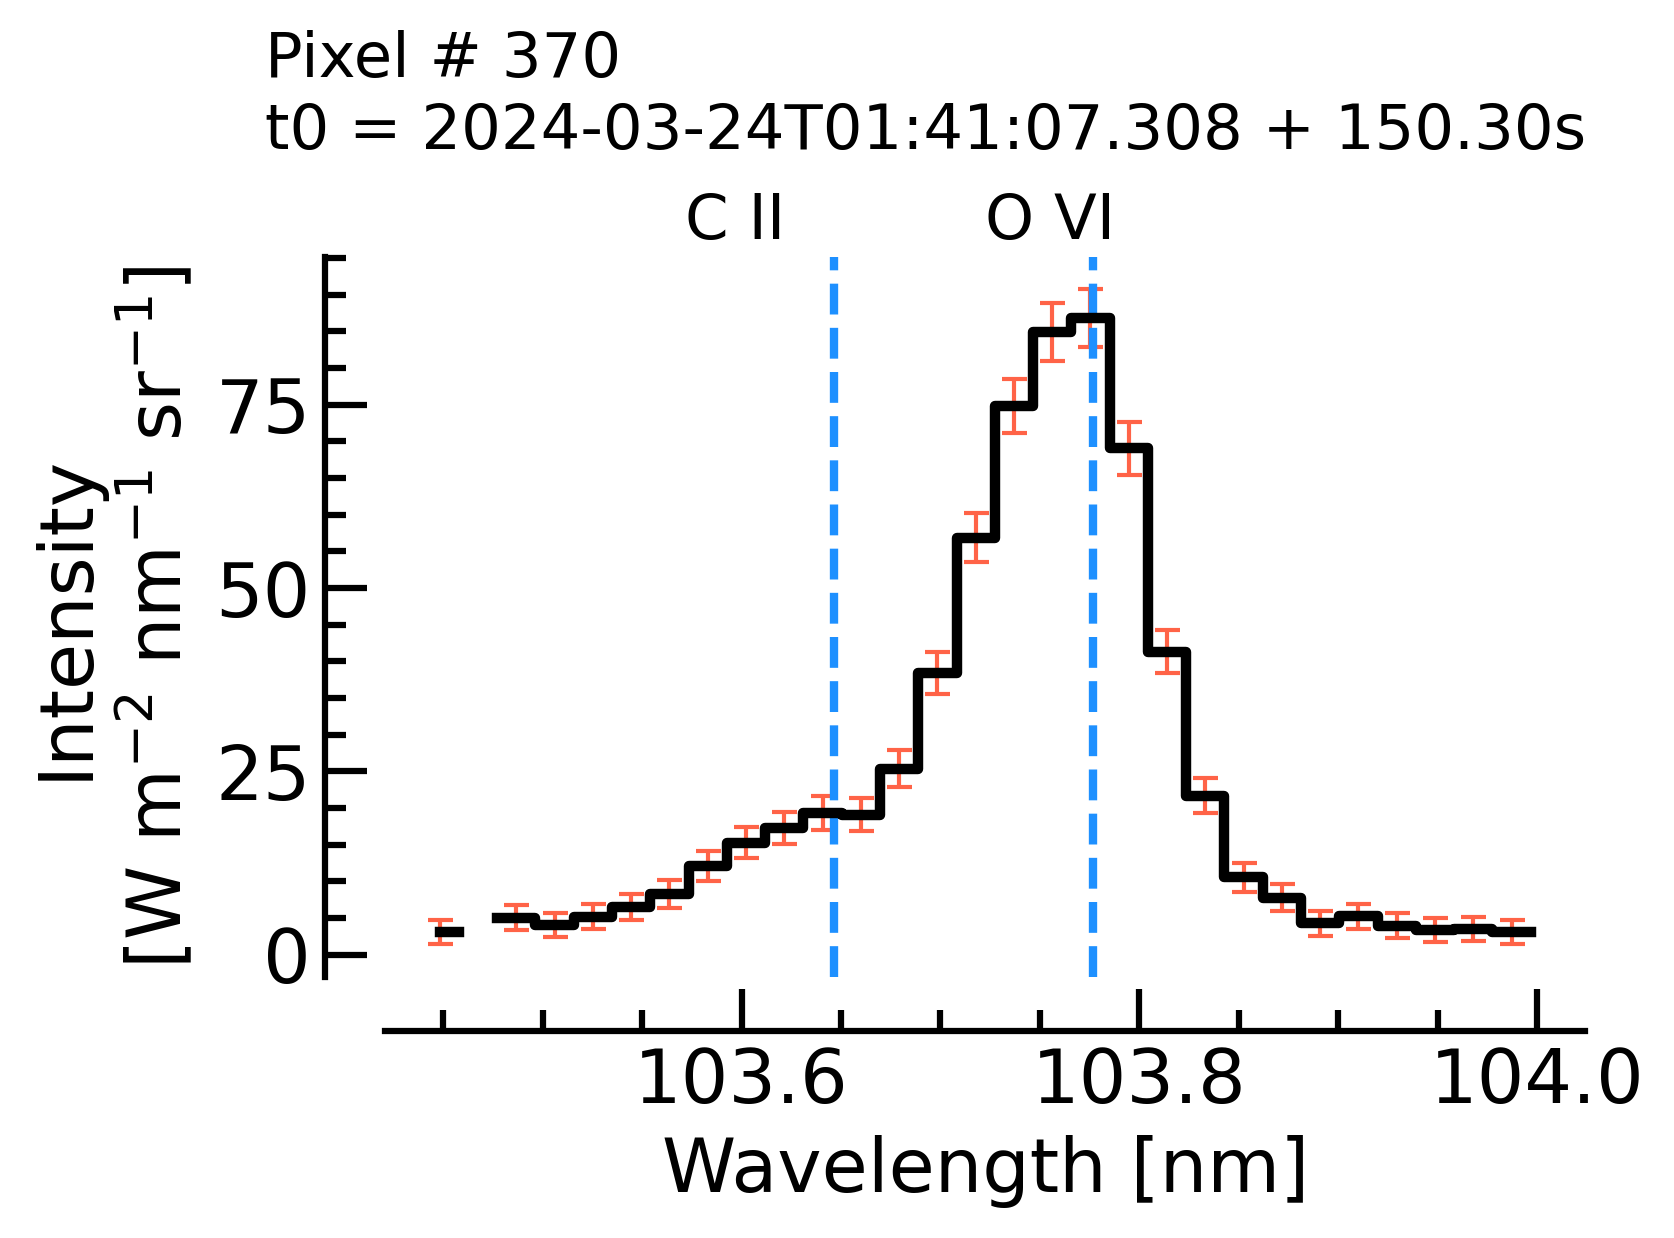 Pixel # 370
t0 = 2024-03-24T01:41:07.308 + 150.30s
C II O VI
Intensity
[W m⁻² nm⁻¹ sr⁻¹]
75
50
25
0
103.6 103.8 104.0
Wavelength [nm]